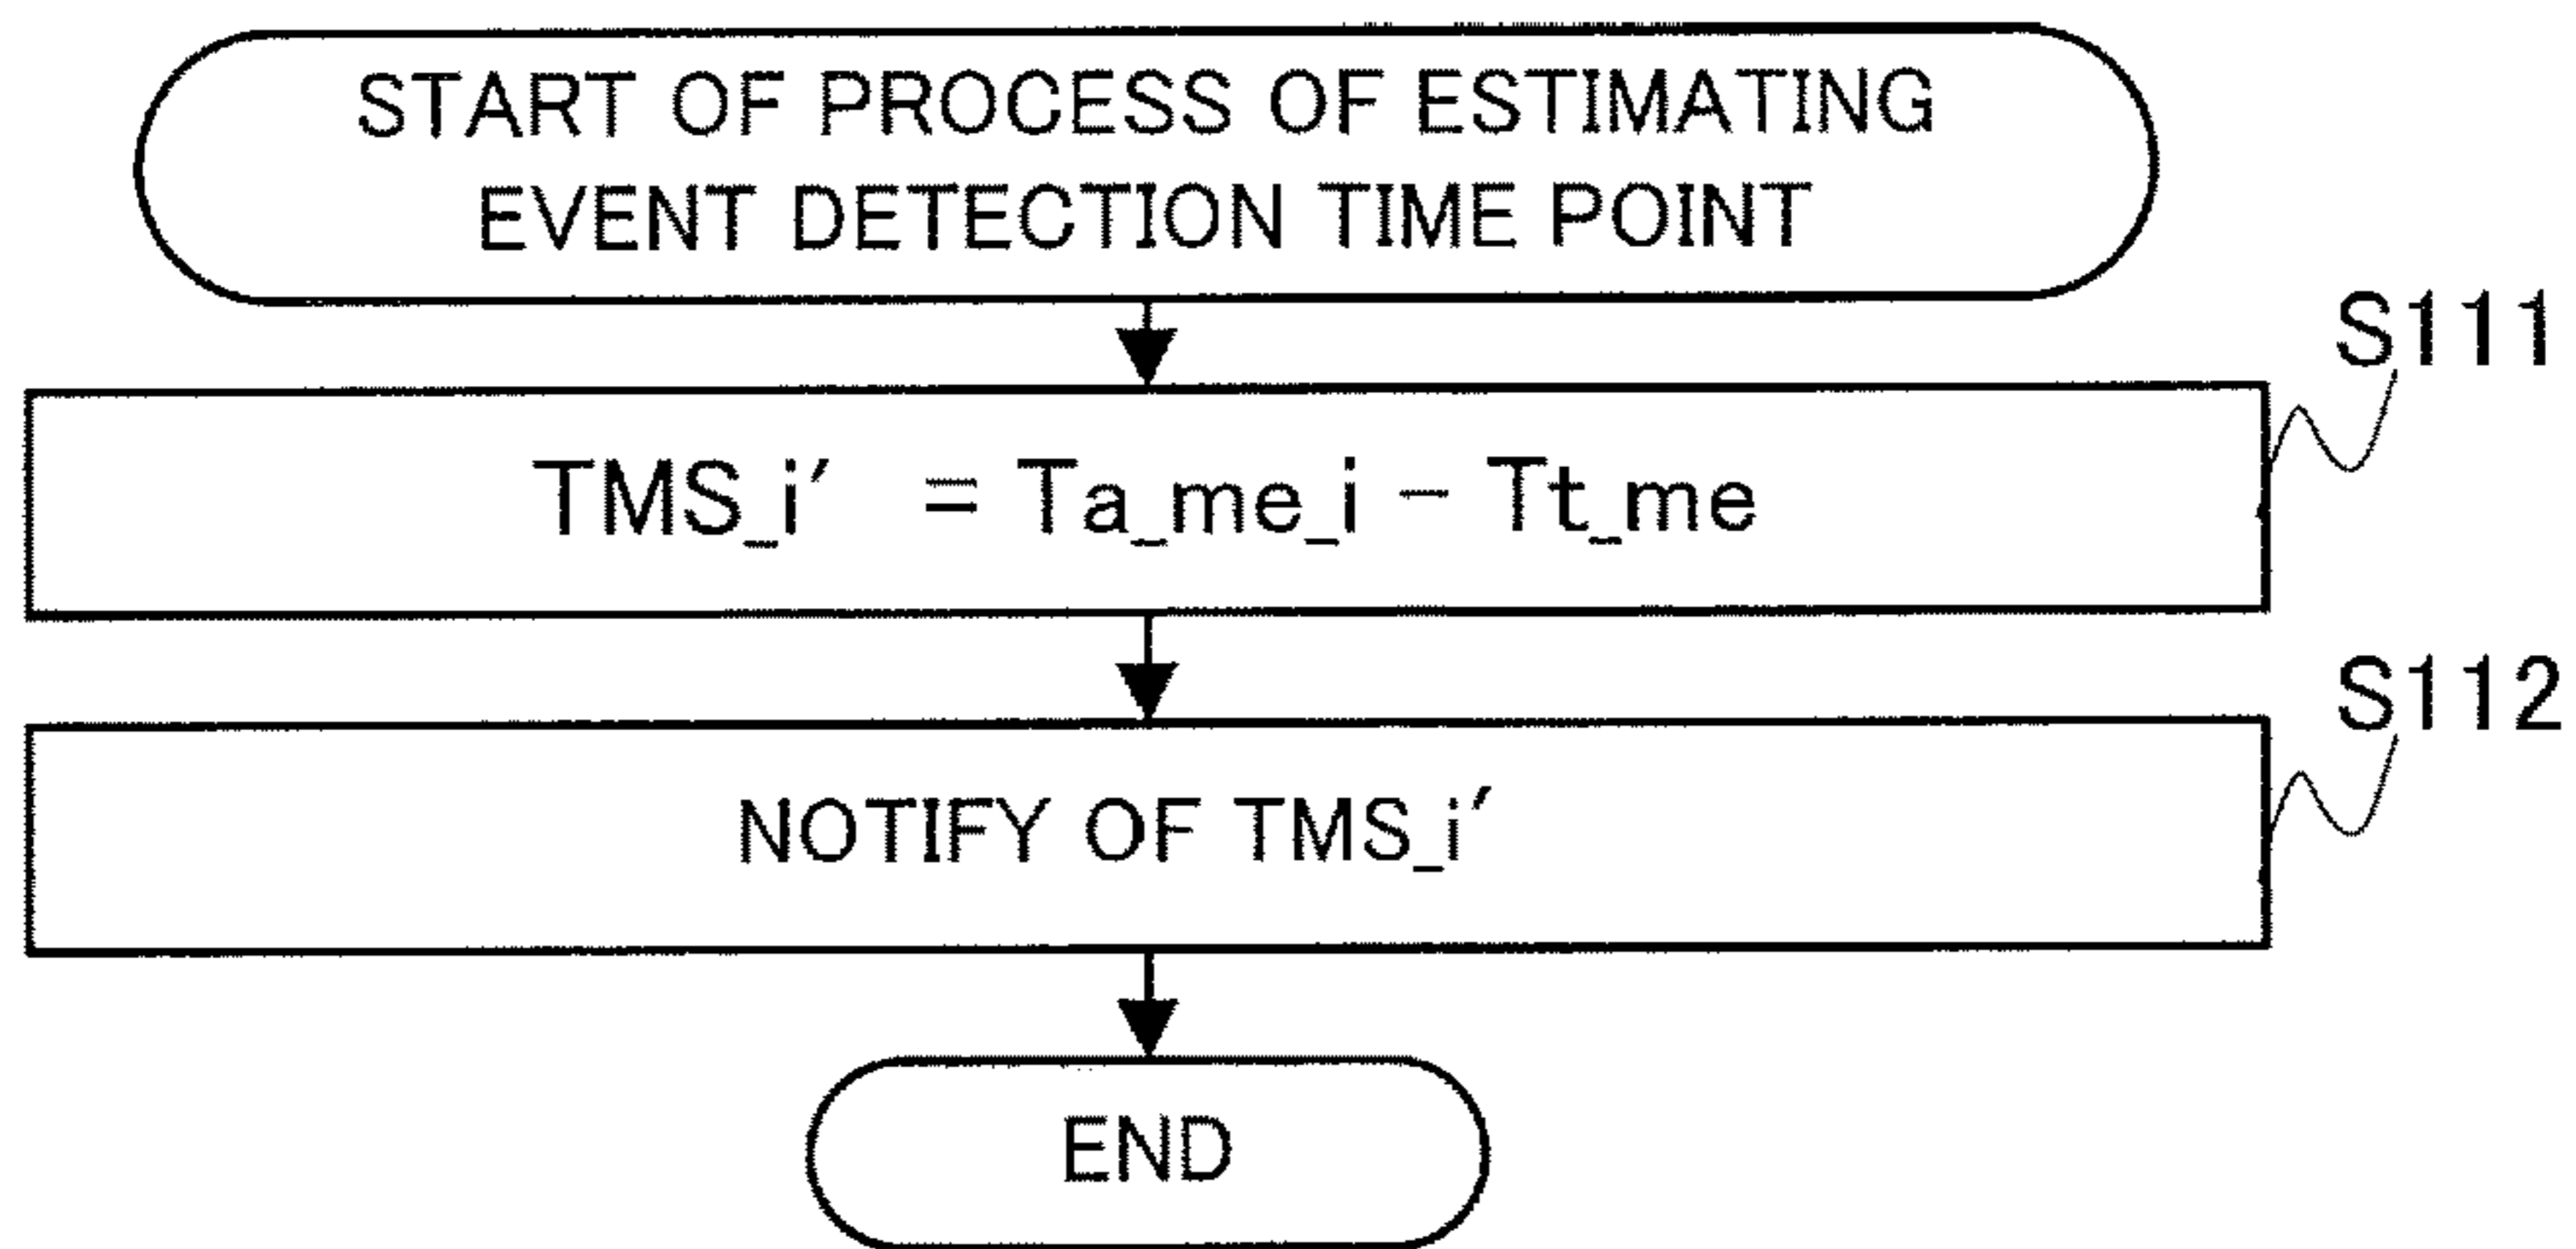 START OF PROCESS OF ESTIMATING
EVENT DETECTION TIME POINT
S111
TMS_i′ = Ta_me_i − Tt_me
S112
NOTIFY OF TMS_i′
END